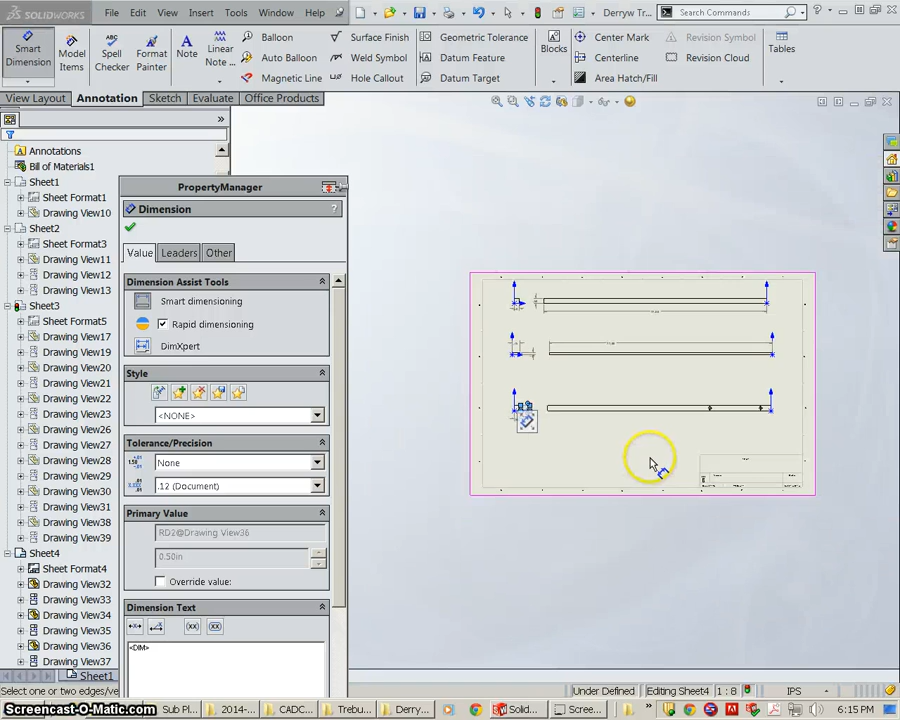 SOLIDWORKS File Edit View Insert Tools Window Help Derryw Tr... Search Commands
Smart Dimension
Model Items
Spell Checker
Format Painter
Note
Linear Note ...
Balloon
Auto Balloon
Magnetic Line
Surface Finish
Weld Symbol
Hole Callout
Geometric Tolerance
Datum Feature
Datum Target
Blocks
Center Mark
Centerline
Area Hatch/Fill
Revision Symbol
Revision Cloud
Tables
View Layout Annotation Sketch Evaluate Office Products
Annotations
Bill of Materials1
Sheet1
Sheet Format1
Drawing View10
Sheet2
Sheet Format3
Drawing View11
Drawing View12
Drawing View13
Sheet3
Sheet Format5
Drawing View17
Drawing View19
Drawing View20
Drawing View21
Drawing View22
Drawing View26
Drawing View27
Drawing View28
Drawing View29
Drawing View30
Drawing View31
Drawing View38
Drawing View39
Sheet4
Sheet Format4
Drawing View32
Drawing View33
Drawing View34
Drawing View35
Drawing View36
Drawing View37
PropertyManager
Dimension ?
Value Leaders Other
Dimension Assist Tools
Smart dimensioning
Rapid dimensioning
DimXpert
Style
<NONE>
Tolerance/Precision
None
.12 (Document)
Primary Value
RD2@Drawing View36
0.50in
Override value:
Dimension Text
(xx) (xx)
<DIM>
Sheet1
Select one or two edges/ve Under Defined Editing Sheet4 1 : 8 IPS
Screencast-O-Matic.com Sub Pl... 2014-... CADC... Trebu... Derry... Solid... Scree... 6:15 PM